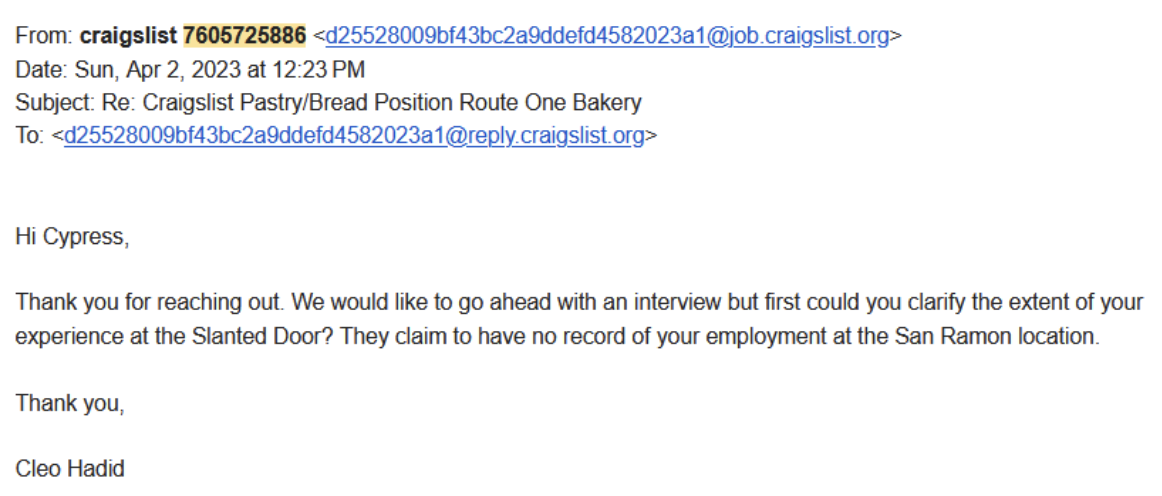 From: craigslist 7605725886 <d25528009bf43bc2a9ddefd4582023a1@job.craigslist.org>
Date: Sun, Apr 2, 2023 at 12:23 PM
Subject: Re: Craigslist Pastry/Bread Position Route One Bakery
To: <d25528009bf43bc2a9ddefd4582023a1@reply.craigslist.org>
Hi Cypress,
Thank you for reaching out. We would like to go ahead with an interview but first could you clarify the extent of your
experience at the Slanted Door? They claim to have no record of your employment at the San Ramon location.
Thank you,
Cleo Hadid